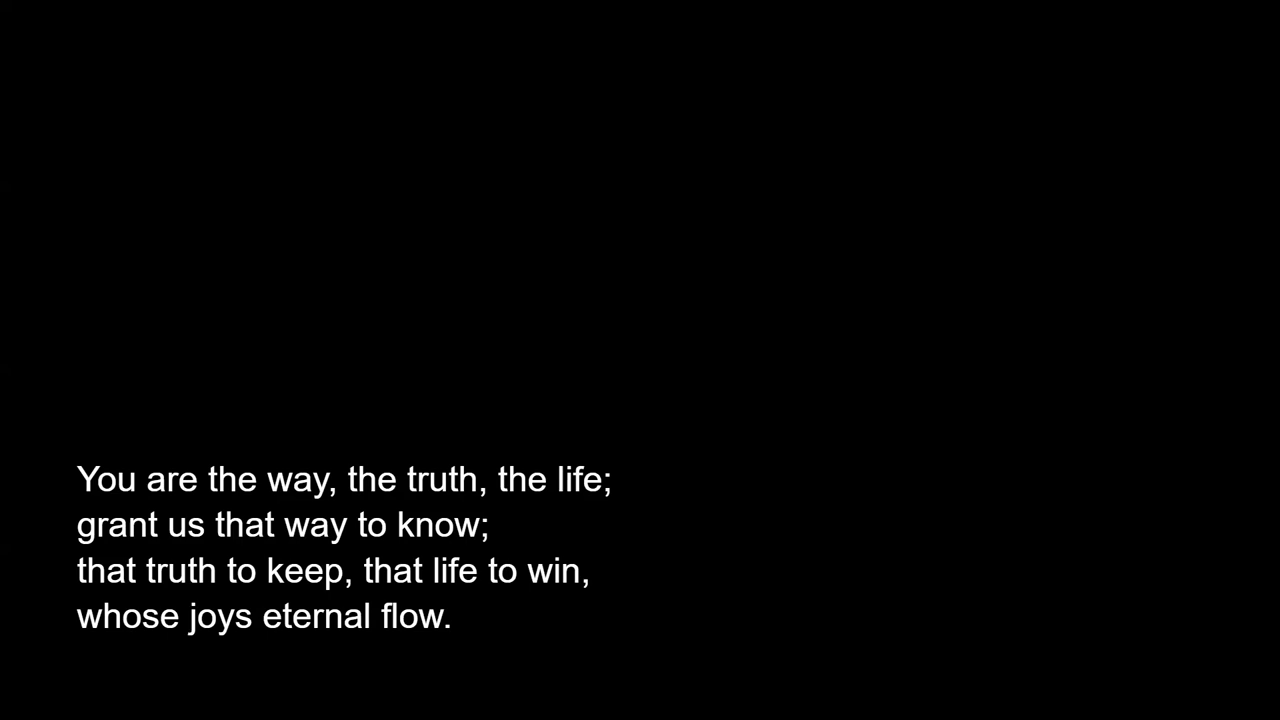 You are the way, the truth, the life;
grant us that way to know;
that truth to keep, that life to win,
whose joys eternal flow.